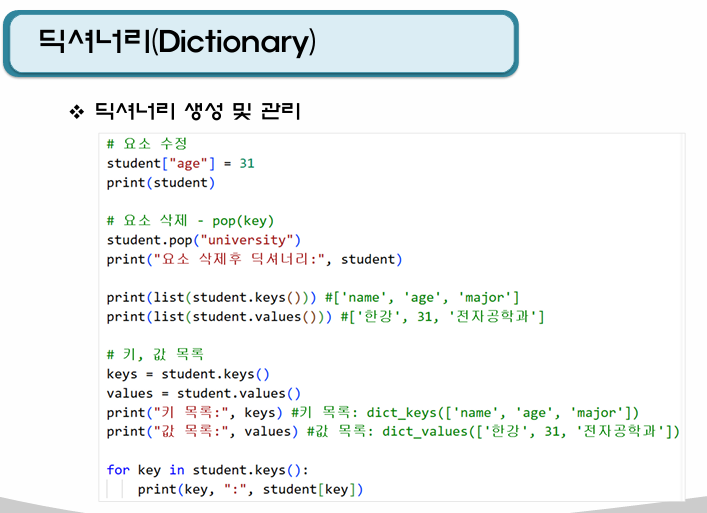 딕셔너리(Dictionary)
❖ 딕셔너리 생성 및 관리
# 요소 수정
student["age"] = 31
print(student)
# 요소 삭제 - pop(key)
student.pop("university")
print("요소 삭제후 딕셔너리:", student)
print(list(student.keys())) #['name', 'age', 'major']
print(list(student.values())) #['한강', 31, '전자공학과']
# 키, 값 목록
keys = student.keys()
values = student.values()
print("키 목록:", keys) #키 목록: dict_keys(['name', 'age', 'major'])
print("값 목록:", values) #값 목록: dict_values(['한강', 31, '전자공학과'])
for key in student.keys():
    print(key, ":", student[key])